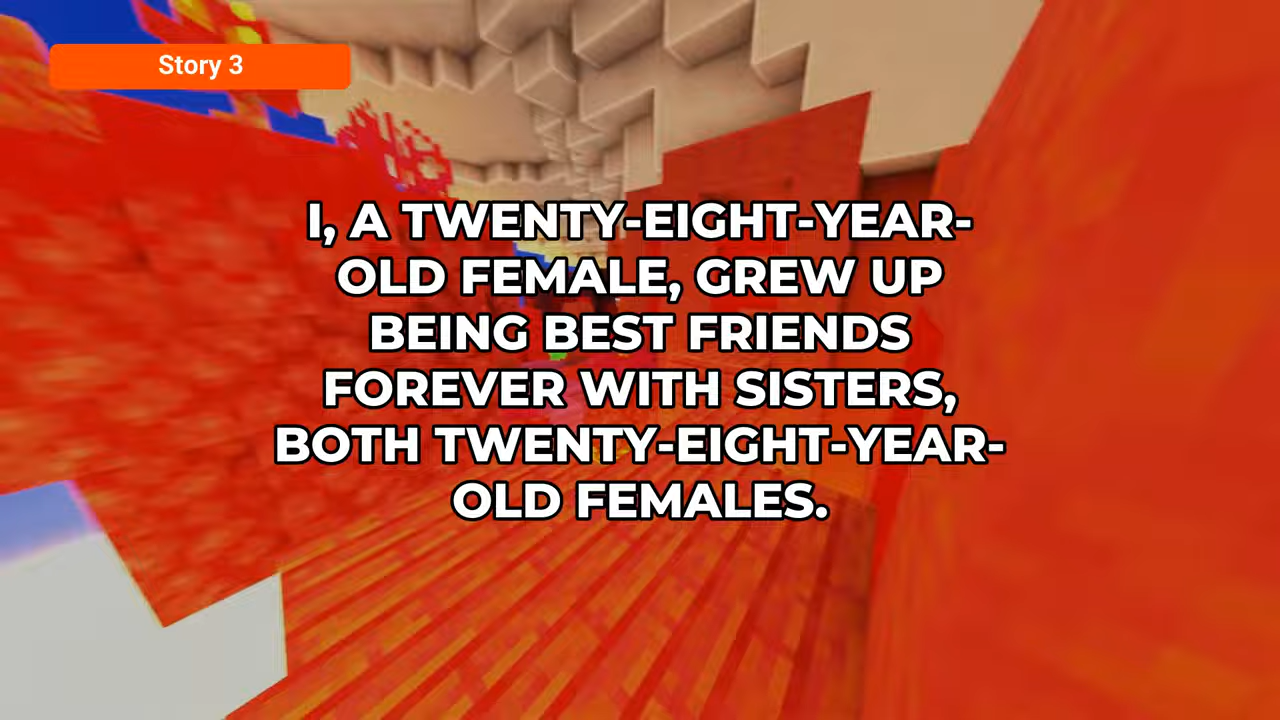 Story 3
I, A TWENTY-EIGHT-YEAR-
OLD FEMALE, GREW UP
BEING BEST FRIENDS
FOREVER WITH SISTERS,
BOTH TWENTY-EIGHT-YEAR-
OLD FEMALES.